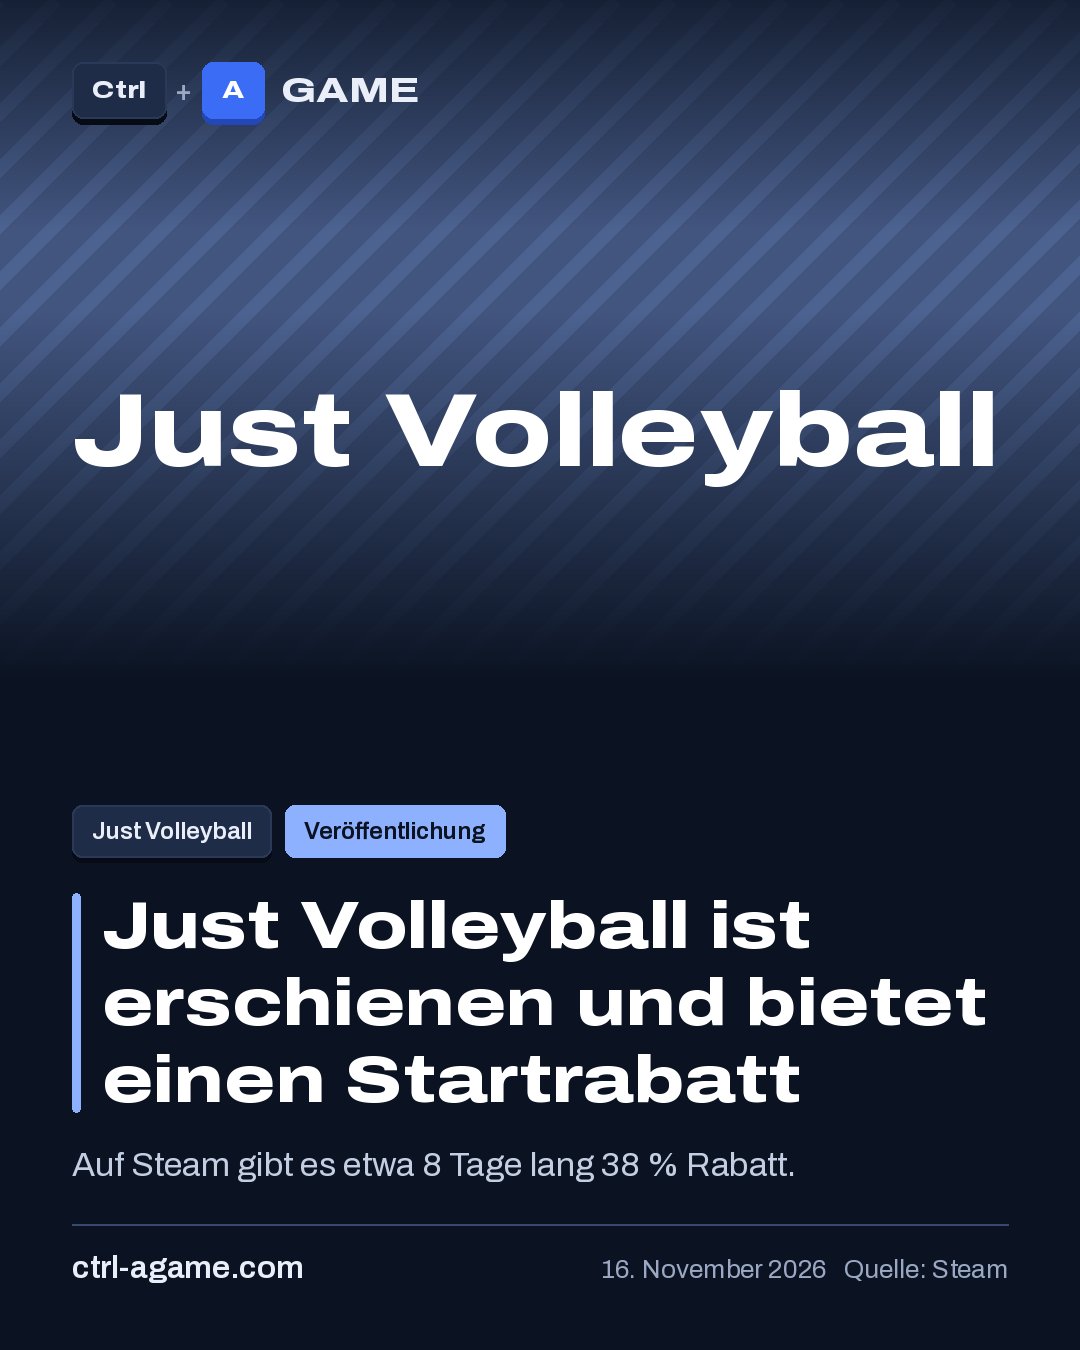 Ctrl + A GAME
Just Volleyball
Just Volleyball Veröffentlichung
Just Volleyball ist
erschienen und bietet
einen Startrabatt
Auf Steam gibt es etwa 8 Tage lang 38 % Rabatt.
ctrl-agame.com 16. November 2026 Quelle: Steam